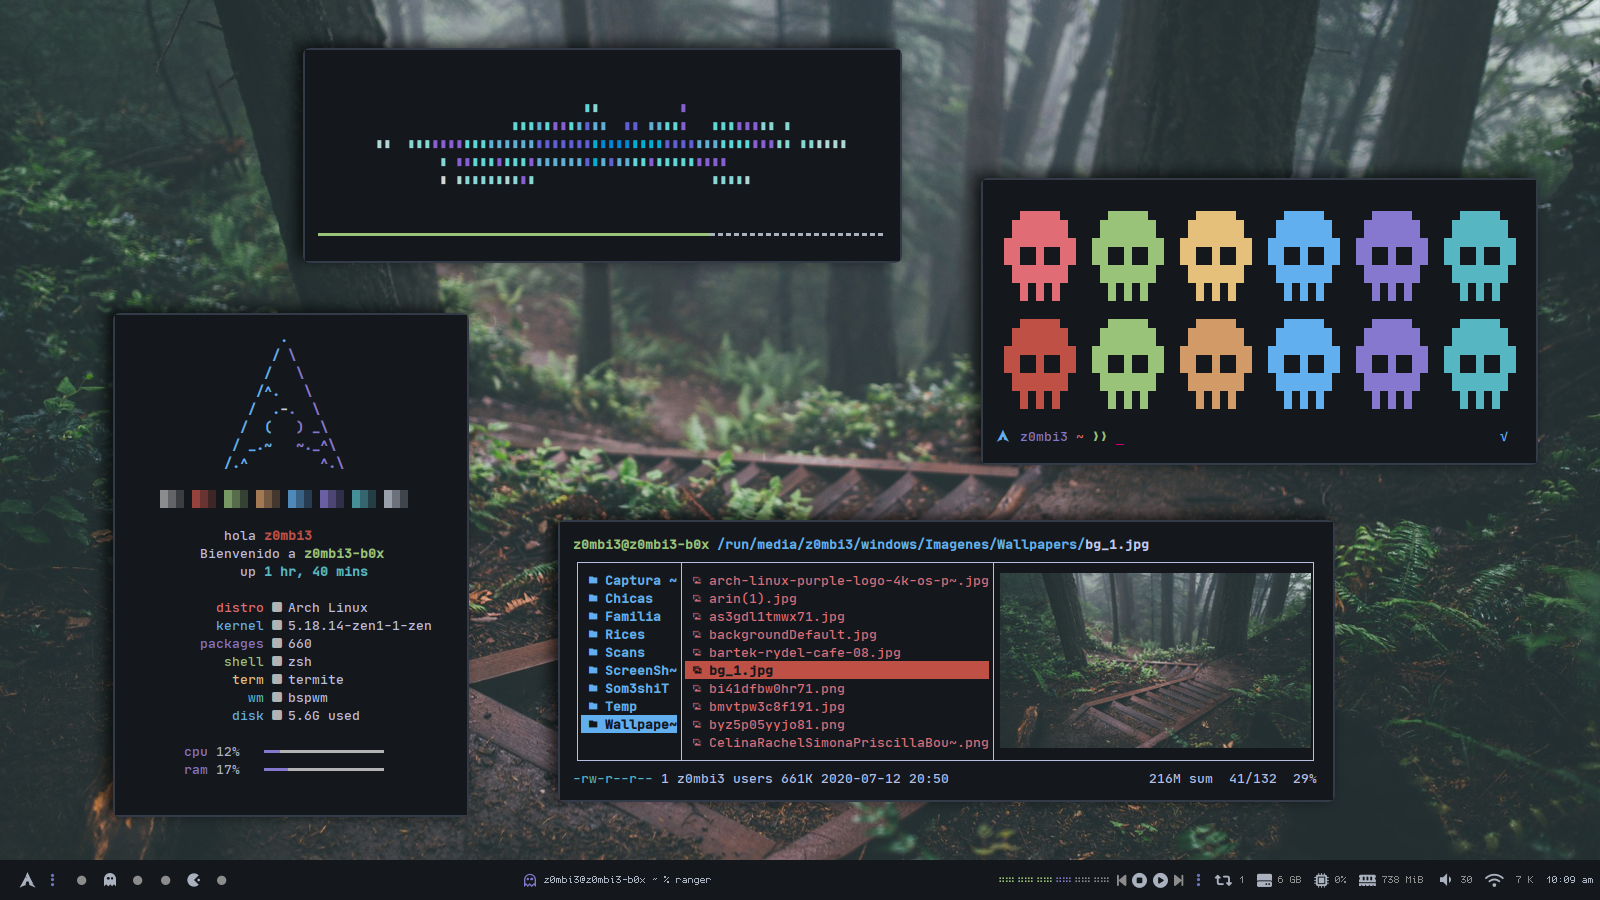 z0mbi3 ~ ❯❯ _
√
hola z0mbi3
Bienvenido a z0mbi3-b0x
up 1 hr, 40 mins
distro Arch Linux
kernel 5.18.14-zen1-1-zen
packages 660
shell zsh
term termite
wm bspwm
disk 5.6G used
cpu 12%
ram 17%
z0mbi3@z0mbi3-b0x /run/media/z0mbi3/windows/Imagenes/Wallpapers/bg_1.jpg
Captura ~
Chicas
Familia
Rices
Scans
ScreenSh~
Som3shiT
Temp
Wallpape~
arch-linux-purple-logo-4k-os-p~.jpg
arin(1).jpg
as3gdl1tmwx71.jpg
backgroundDefault.jpg
bartek-rydel-cafe-08.jpg
bg_1.jpg
bi41dfbw0hr71.png
bmvtpw3c8f191.jpg
byz5p05yyjo81.png
CelinaRachelSimonaPriscillaBou~.png
-rw-r--r-- 1 z0mbi3 users 661K 2020-07-12 20:50 216M sum 41/132 29%
z0mbi3@z0mbi3-b0x ~ % ranger
1 6 GB 0% 738 MiB 30 7 K 10:09 am